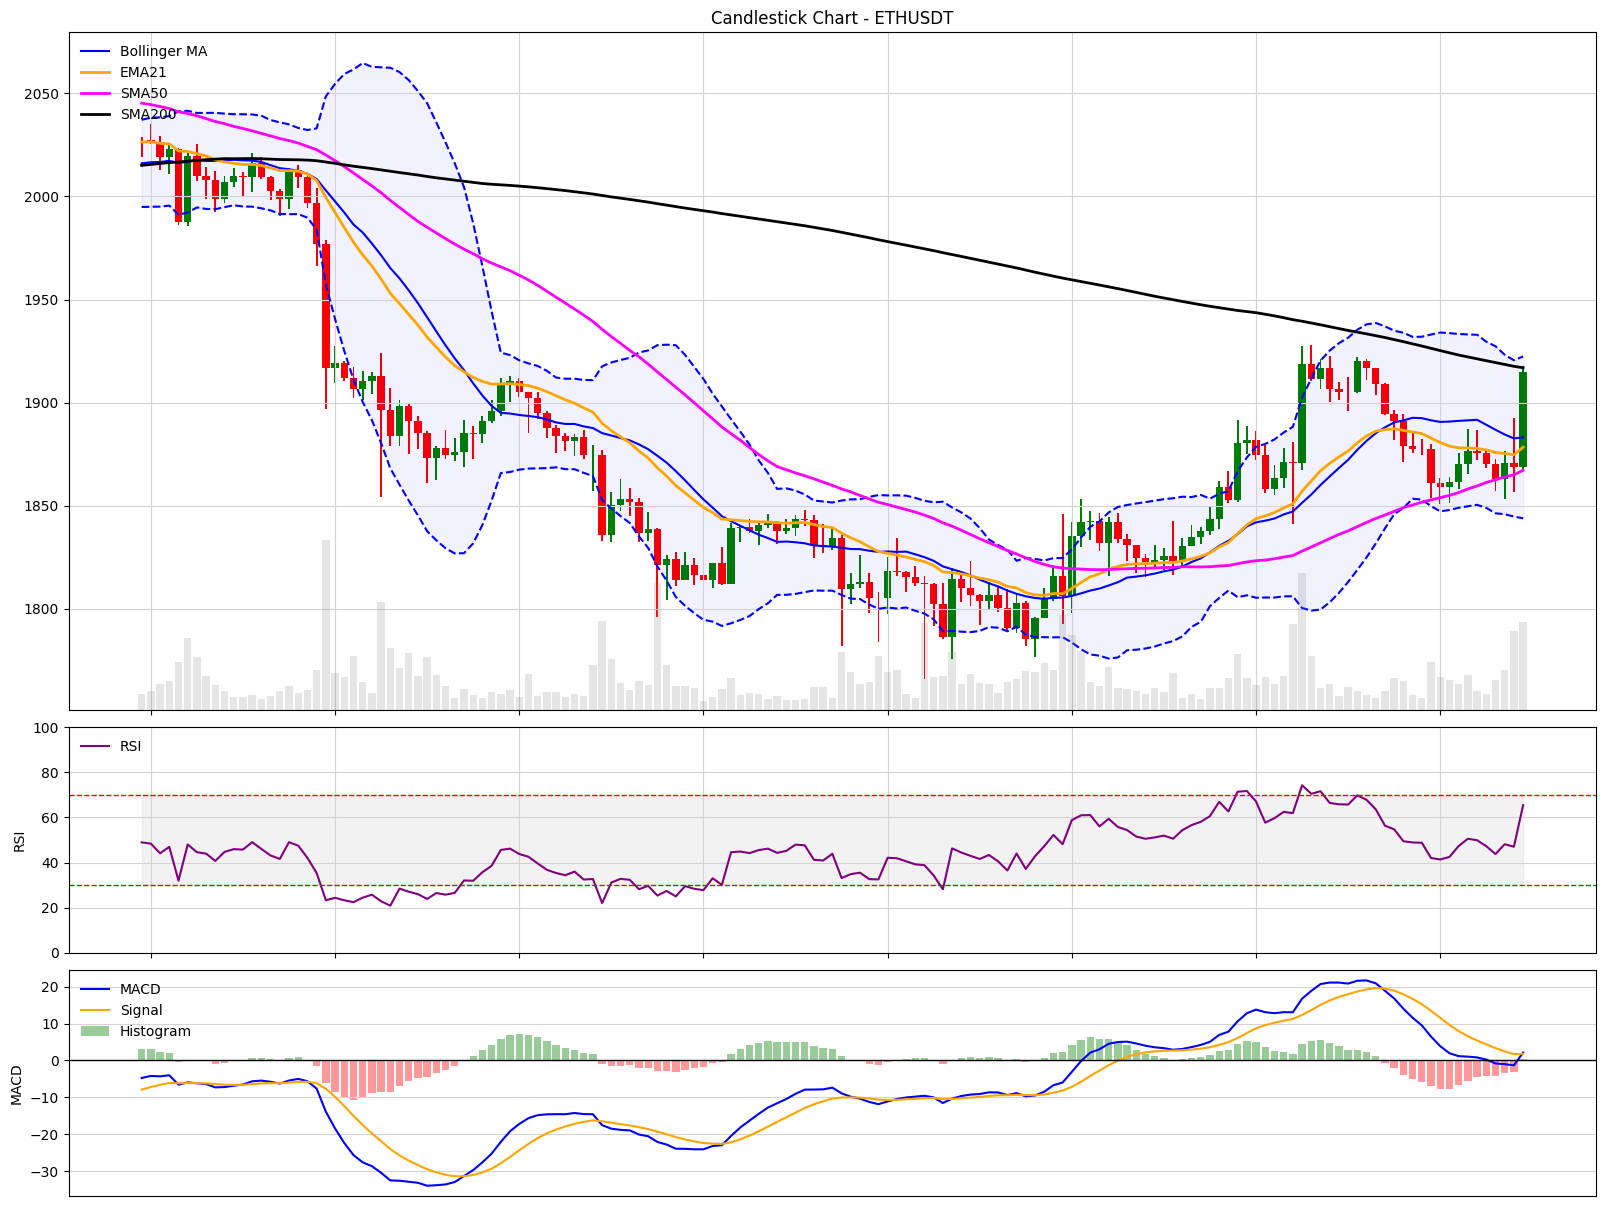 Candlestick Chart - ETHUSDT
Bollinger MA
EMA21
SMA50
SMA200
2050
2000
1950
1900
1850
1800
RSI
RSI
100
80
60
40
20
0
MACD
Signal
Histogram
MACD
20
10
0
−10
−20
−30